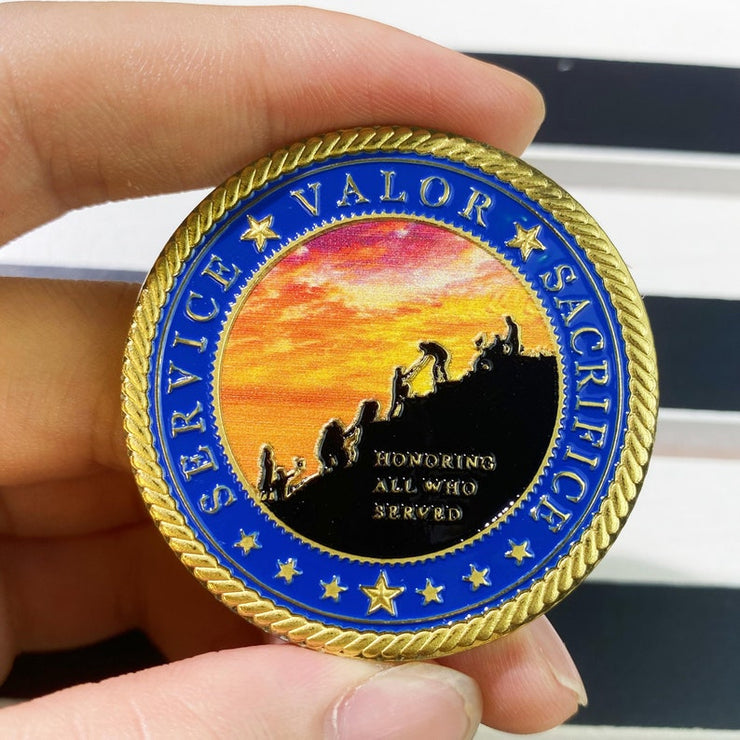 SERVICE ★ VALOR ★ SACRIFICE
HONORING
ALL WHO
SERVED